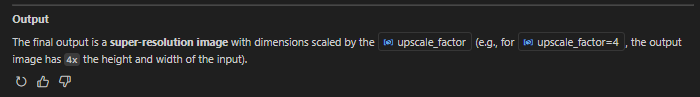 Output
The final output is a super-resolution image with dimensions scaled by the upscale_factor (e.g., for upscale_factor=4 , the output
image has 4x the height and width of the input).